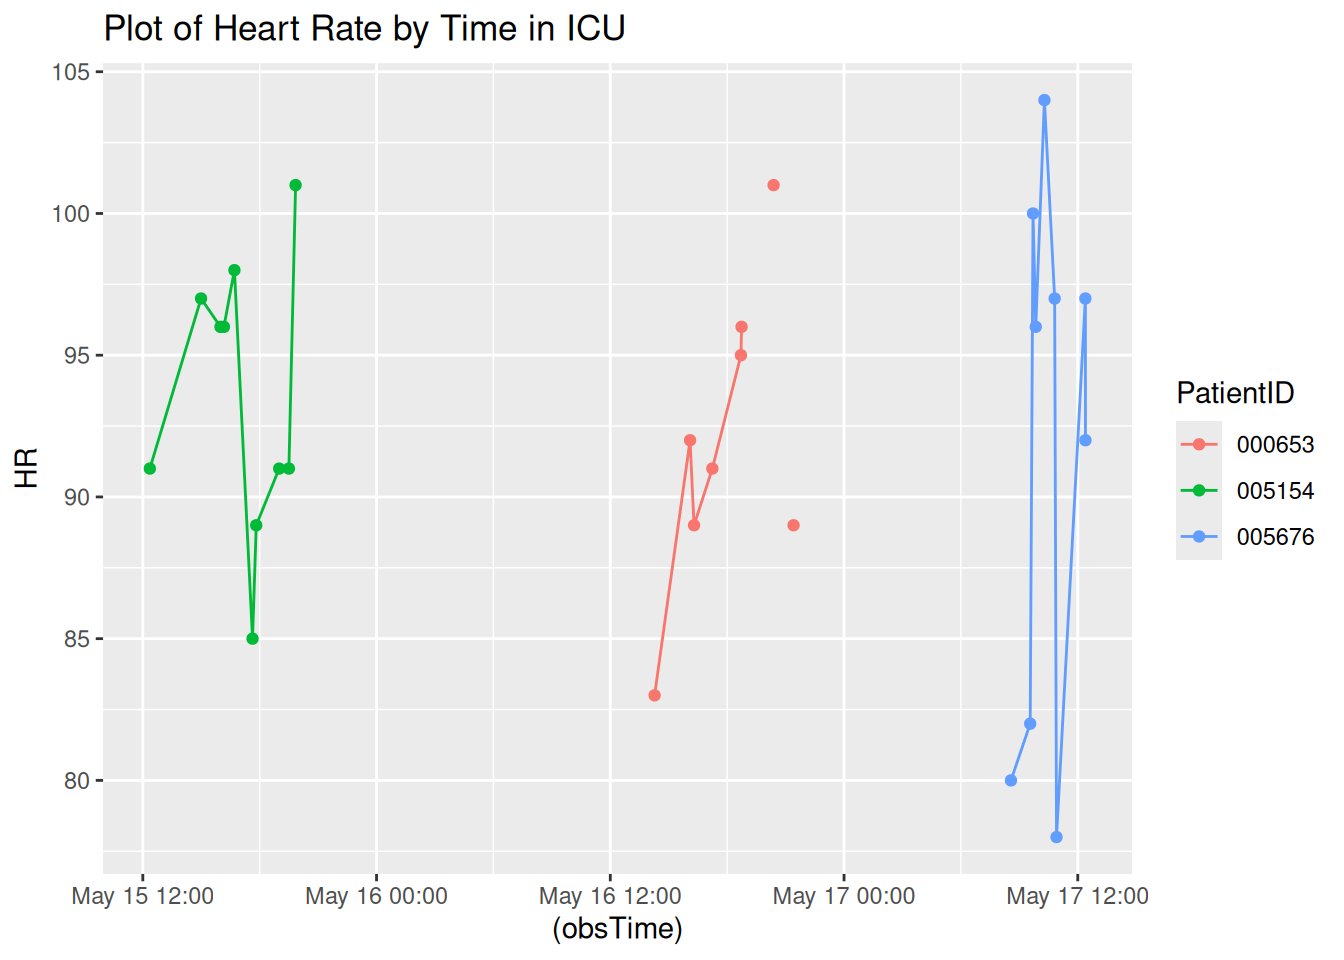 Plot of Heart Rate by Time in ICU
105
100
95
90
85
80
HR
May 15 12:00 May 16 00:00 May 16 12:00 May 17 00:00 May 17 12:00
(obsTime)
PatientID
000653
005154
005676